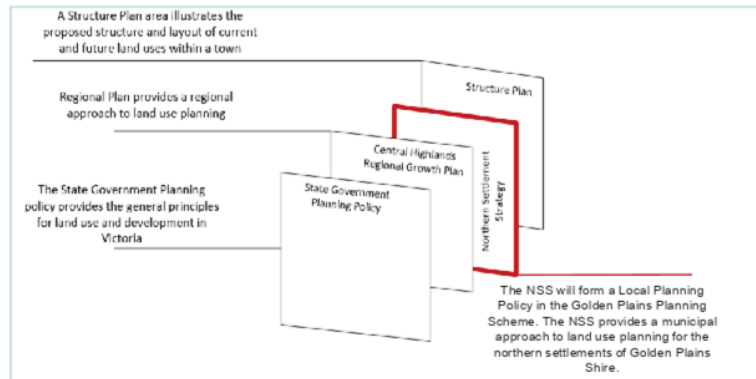 A Structure Plan area illustrates the
proposed structure and layout of current
and future land uses within a town
Structure Plan
Regional Plan provides a regional
approach to land use planning
Central Highlands
Regional Growth Plan
Northern Settlement
Strategy
State Government
Planning Policy
The State Government Planning
policy provides the general principles
for land use and development in
Victoria
The NSS will form a Local Planning
Policy in the Golden Plains Planning
Scheme. The NSS provides a municipal
approach to land use planning for the
northern settlements of Golden Plains
Shire.